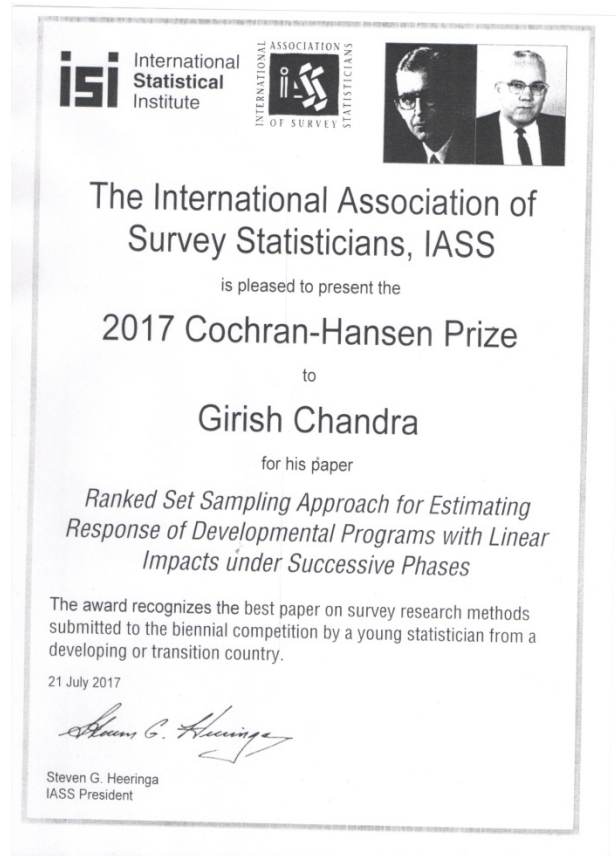 isi International
Statistical
Institute
INTERNATIONAL
ASSOCIATION
STATISTICIANS
iASS
OF SURVEY
The International Association of
Survey Statisticians, IASS
is pleased to present the
2017 Cochran-Hansen Prize
to
Girish Chandra
for his paper
Ranked Set Sampling Approach for Estimating
Response of Developmental Programs with Linear
Impacts under Successive Phases
The award recognizes the best paper on survey research methods
submitted to the biennial competition by a young statistician from a
developing or transition country.
21 July 2017
Steven G. Heeringa
Steven G. Heeringa
IASS President